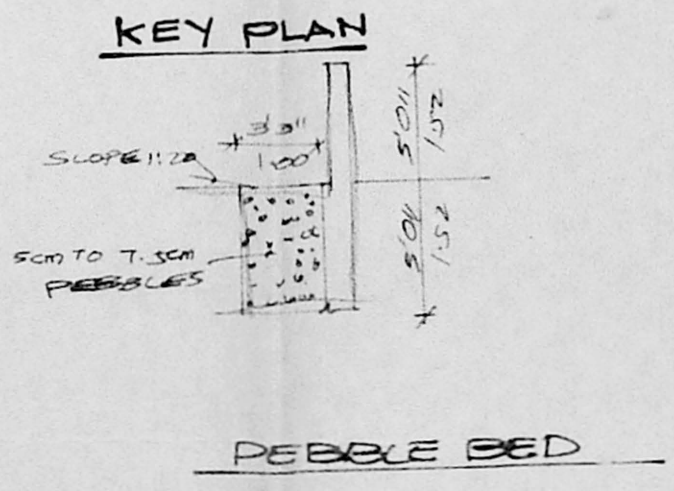 KEY PLAN
3'3"
1.00
SLOPE 1:20
5'0"
1.52
5'0"
1.52
5cm TO 7.5cm
PEBBLES
PEBBLE BED